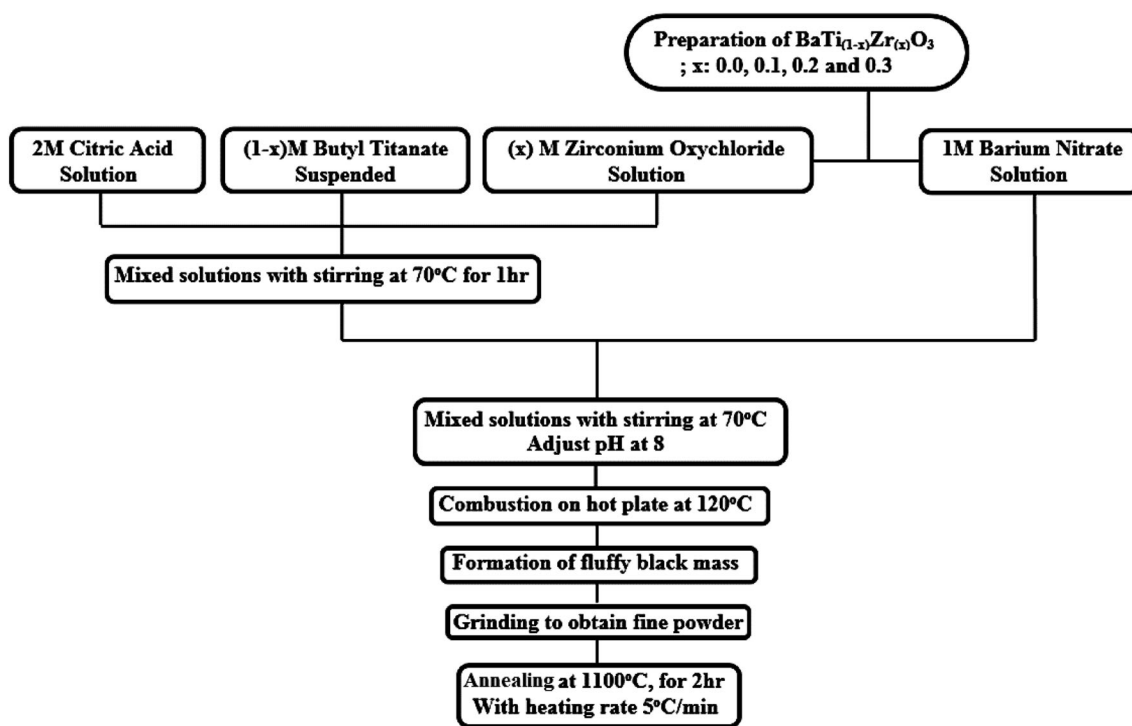 Preparation of BaTi(1-x)Zr(x)O3
; x: 0.0, 0.1, 0.2 and 0.3
2M Citric Acid
Solution
(1-x)M Butyl Titanate
Suspended
(x) M Zirconium Oxychloride
Solution
1M Barium Nitrate
Solution
Mixed solutions with stirring at 70°C for 1hr
Mixed solutions with stirring at 70°C
Adjust pH at 8
Combustion on hot plate at 120°C
Formation of fluffy black mass
Grinding to obtain fine powder
Annealing at 1100°C, for 2hr
With heating rate 5°C/min